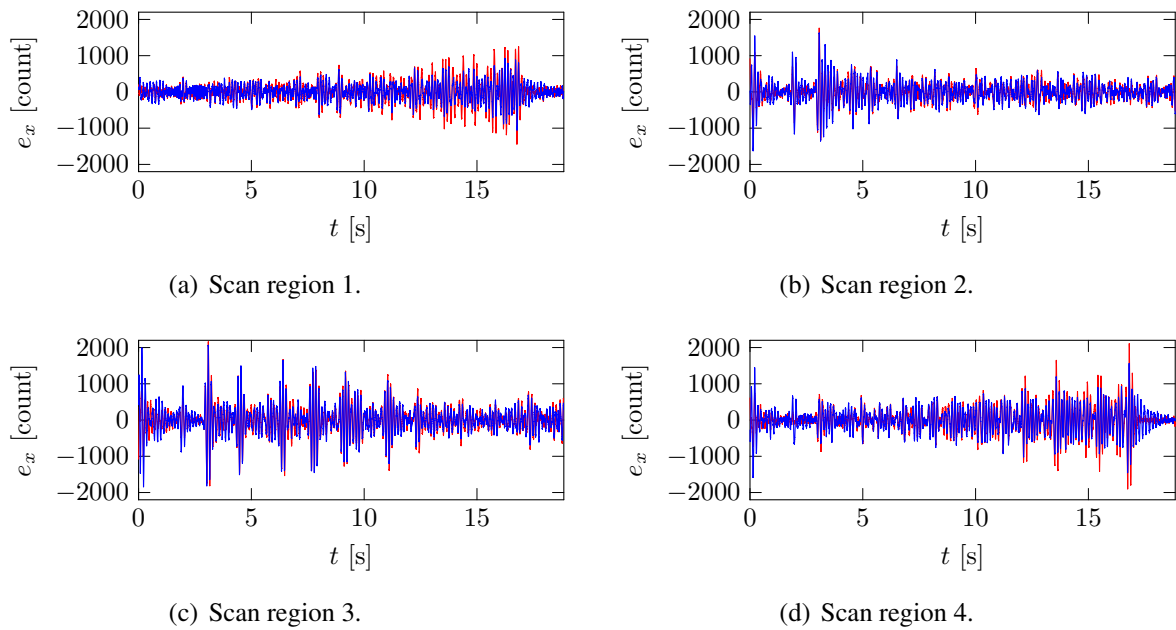 2000
1000
0
−1000
−2000
e_x [count]
0 5 10 15
t [s]
(a) Scan region 1.
2000
1000
0
−1000
−2000
e_x [count]
0 5 10 15
t [s]
(b) Scan region 2.
2000
1000
0
−1000
−2000
e_x [count]
0 5 10 15
t [s]
(c) Scan region 3.
2000
1000
0
−1000
−2000
e_x [count]
0 5 10 15
t [s]
(d) Scan region 4.